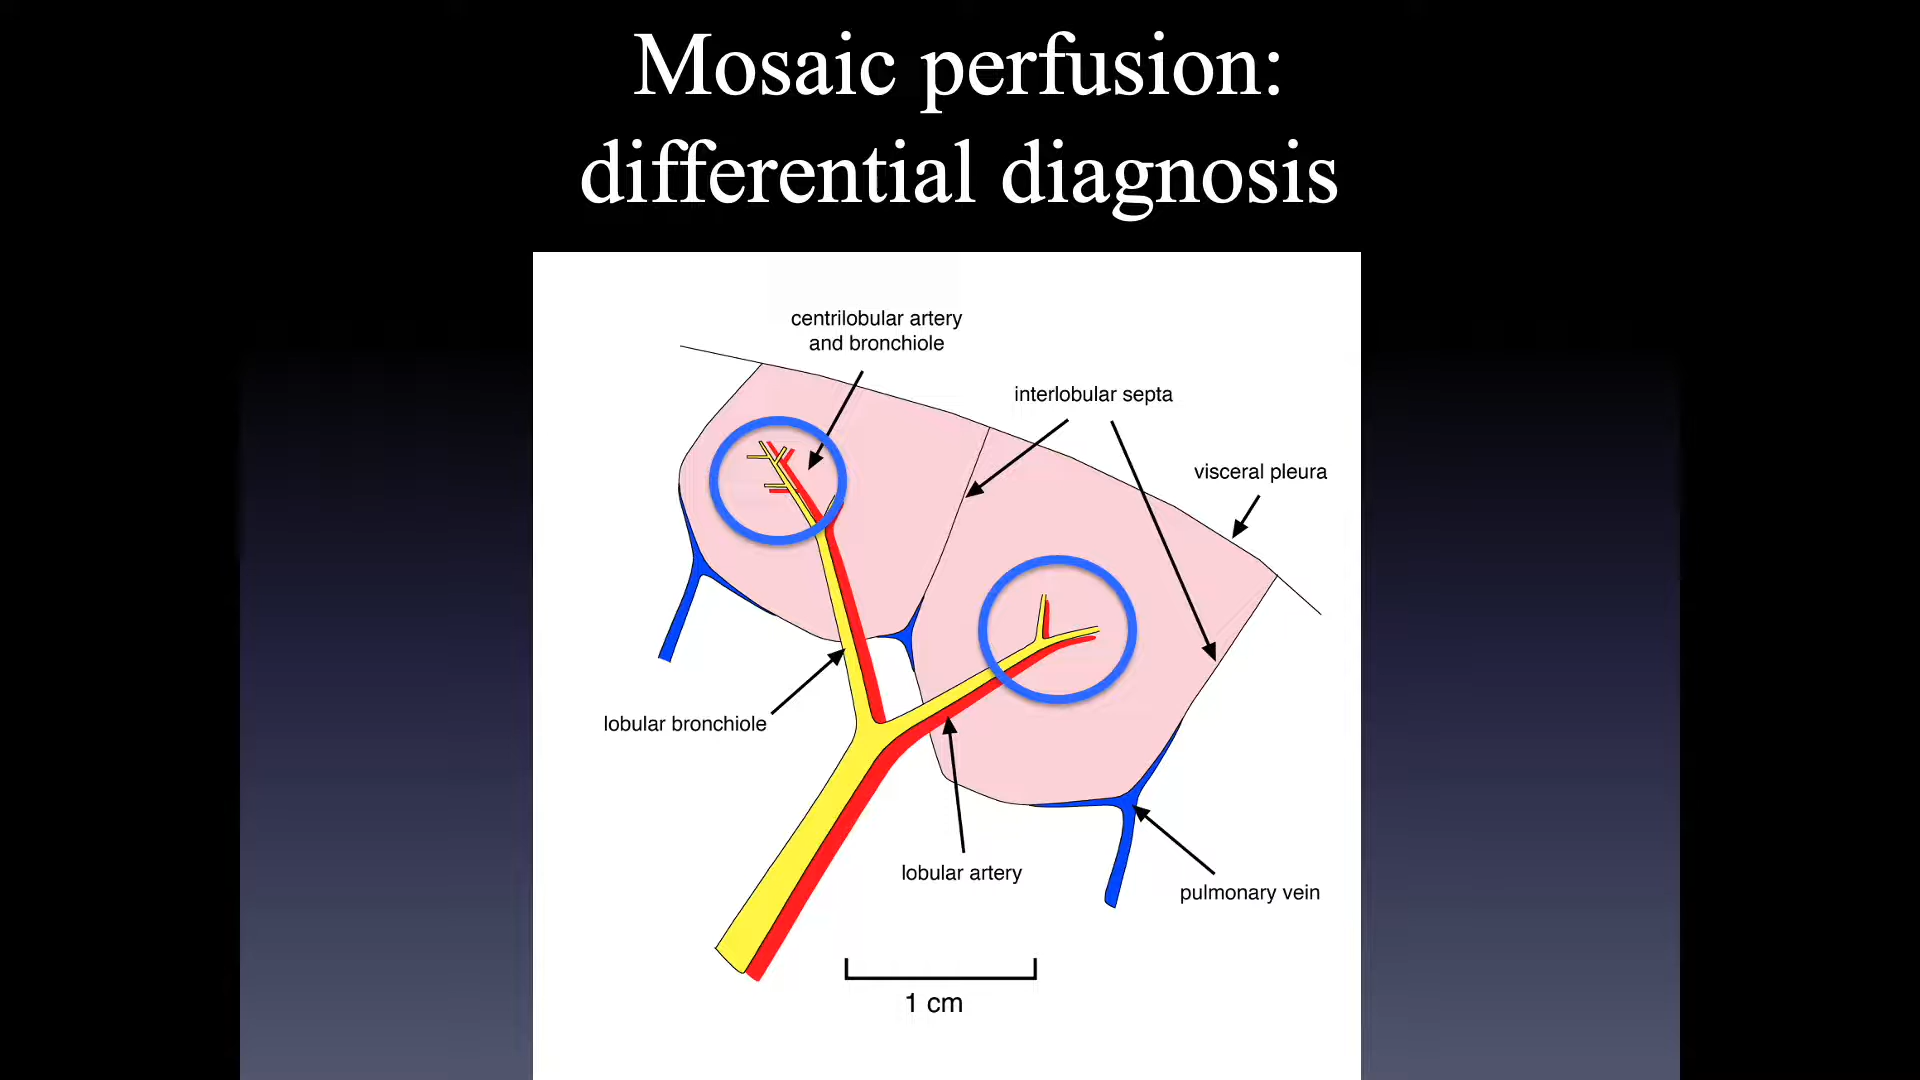 Mosaic perfusion:
differential diagnosis
centrilobular artery
and bronchiole
interlobular septa
visceral pleura
lobular bronchiole
lobular artery
pulmonary vein
1 cm